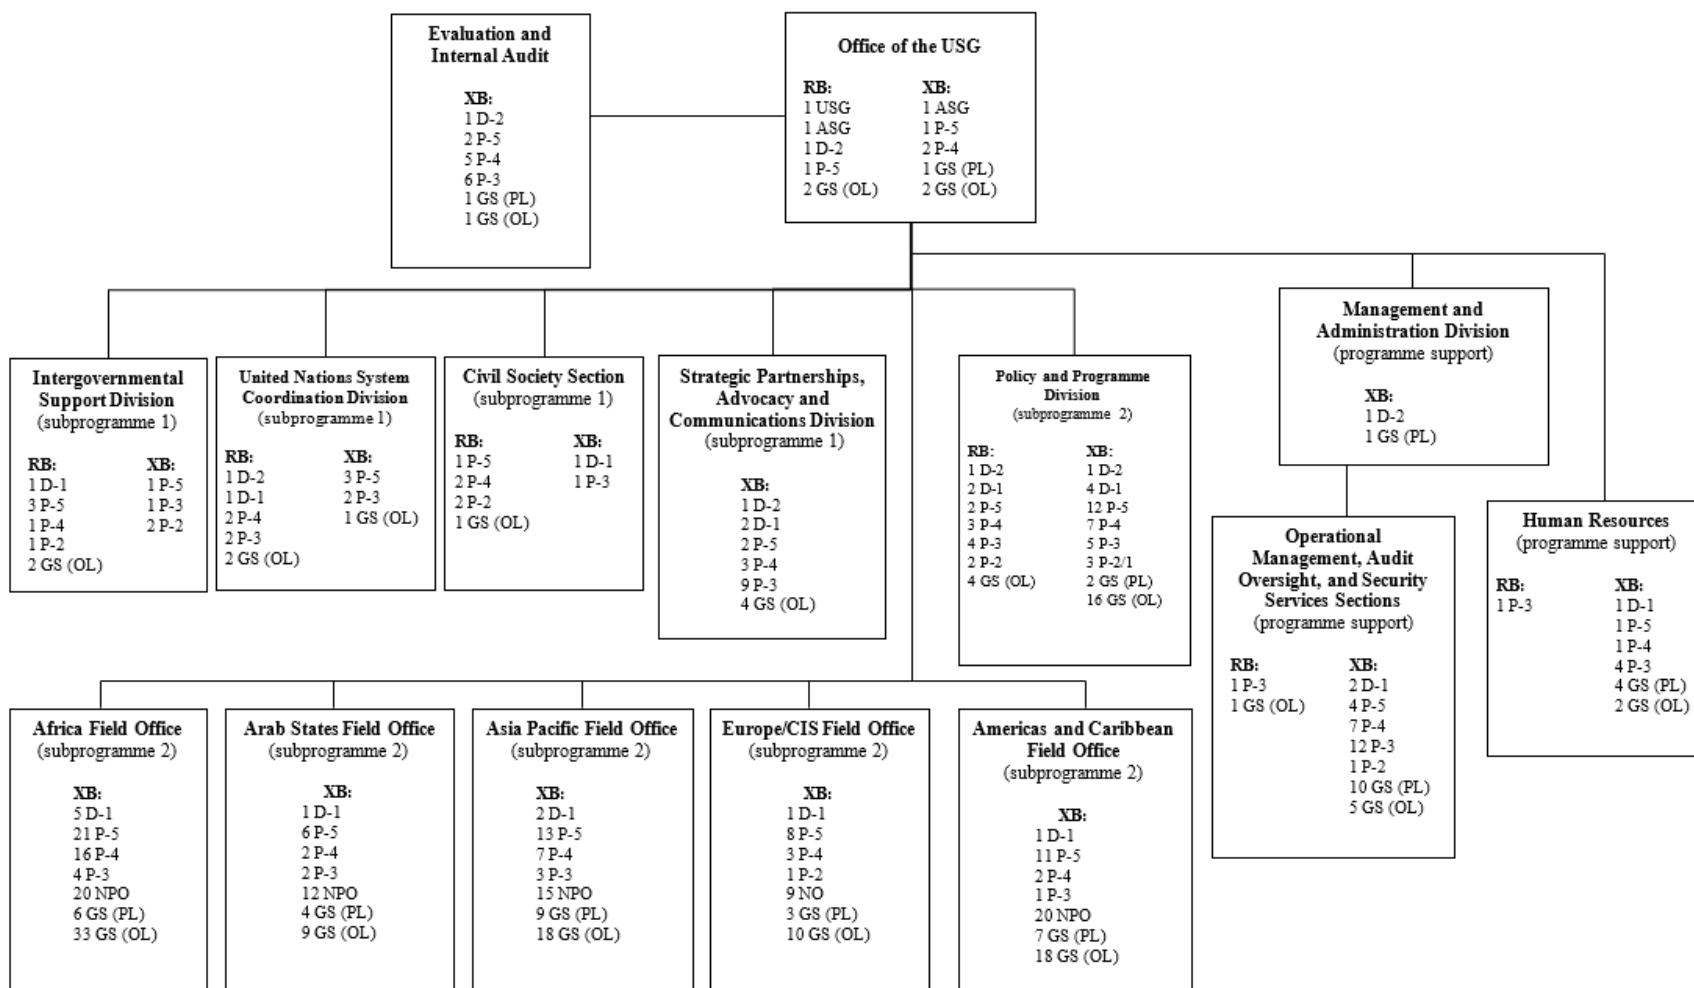 Evaluation and
Internal Audit
XB:
1 D-2
2 P-5
5 P-4
6 P-3
1 GS (PL)
1 GS (OL)
Office of the USG
RB:
1 USG
1 ASG
1 D-2
1 P-5
2 GS (OL)
XB:
1 ASG
1 P-5
2 P-4
1 GS (PL)
2 GS (OL)
Intergovernmental
Support Division
(subprogramme 1)
RB:
1 D-1
3 P-5
1 P-4
1 P-2
2 GS (OL)
XB:
1 P-5
1 P-3
2 P-2
United Nations System
Coordination Division
(subprogramme 1)
RB:
1 D-2
1 D-1
2 P-4
2 P-3
2 GS (OL)
XB:
3 P-5
2 P-3
1 GS (OL)
Civil Society Section
(subprogramme 1)
RB:
1 P-5
2 P-4
2 P-2
1 GS (OL)
XB:
1 D-1
1 P-3
Strategic Partnerships,
Advocacy and
Communications Division
(subprogramme 1)
XB:
1 D-2
2 D-1
2 P-5
3 P-4
9 P-3
4 GS (OL)
Policy and Programme
Division
(subprogramme 2)
RB:
1 D-2
2 D-1
2 P-5
3 P-4
4 P-3
2 P-2
4 GS (OL)
XB:
1 D-2
4 D-1
12 P-5
7 P-4
5 P-3
3 P-2/1
2 GS (PL)
16 GS (OL)
Management and
Administration Division
(programme support)
XB:
1 D-2
1 GS (PL)
Operational
Management, Audit
Oversight, and Security
Services Sections
(programme support)
RB:
1 P-3
1 GS (OL)
XB:
2 D-1
4 P-5
7 P-4
12 P-3
1 P-2
10 GS (PL)
5 GS (OL)
Human Resources
(programme support)
RB:
1 P-3
XB:
1 D-1
1 P-5
1 P-4
4 P-3
4 GS (PL)
2 GS (OL)
Africa Field Office
(subprogramme 2)
XB:
5 D-1
21 P-5
16 P-4
4 P-3
20 NPO
6 GS (PL)
33 GS (OL)
Arab States Field Office
(subprogramme 2)
XB:
1 D-1
6 P-5
2 P-4
2 P-3
12 NPO
4 GS (PL)
9 GS (OL)
Asia Pacific Field Office
(subprogramme 2)
XB:
2 D-1
13 P-5
7 P-4
3 P-3
15 NPO
9 GS (PL)
18 GS (OL)
Europe/CIS Field Office
(subprogramme 2)
XB:
1 D-1
8 P-5
3 P-4
1 P-2
9 NO
3 GS (PL)
10 GS (OL)
Americas and Caribbean
Field Office
(subprogramme 2)
XB:
1 D-1
11 P-5
2 P-4
1 P-3
20 NPO
7 GS (PL)
18 GS (OL)